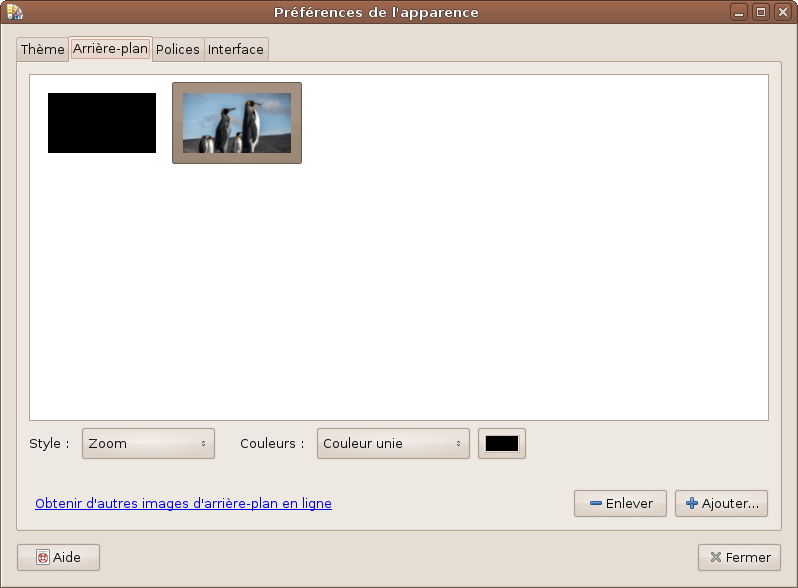 Préférences de l'apparence
Thème Arrière-plan Polices Interface
Style : Zoom Couleurs : Couleur unie
Obtenir d'autres images d'arrière-plan en ligne Enlever Ajouter...
Aide Fermer